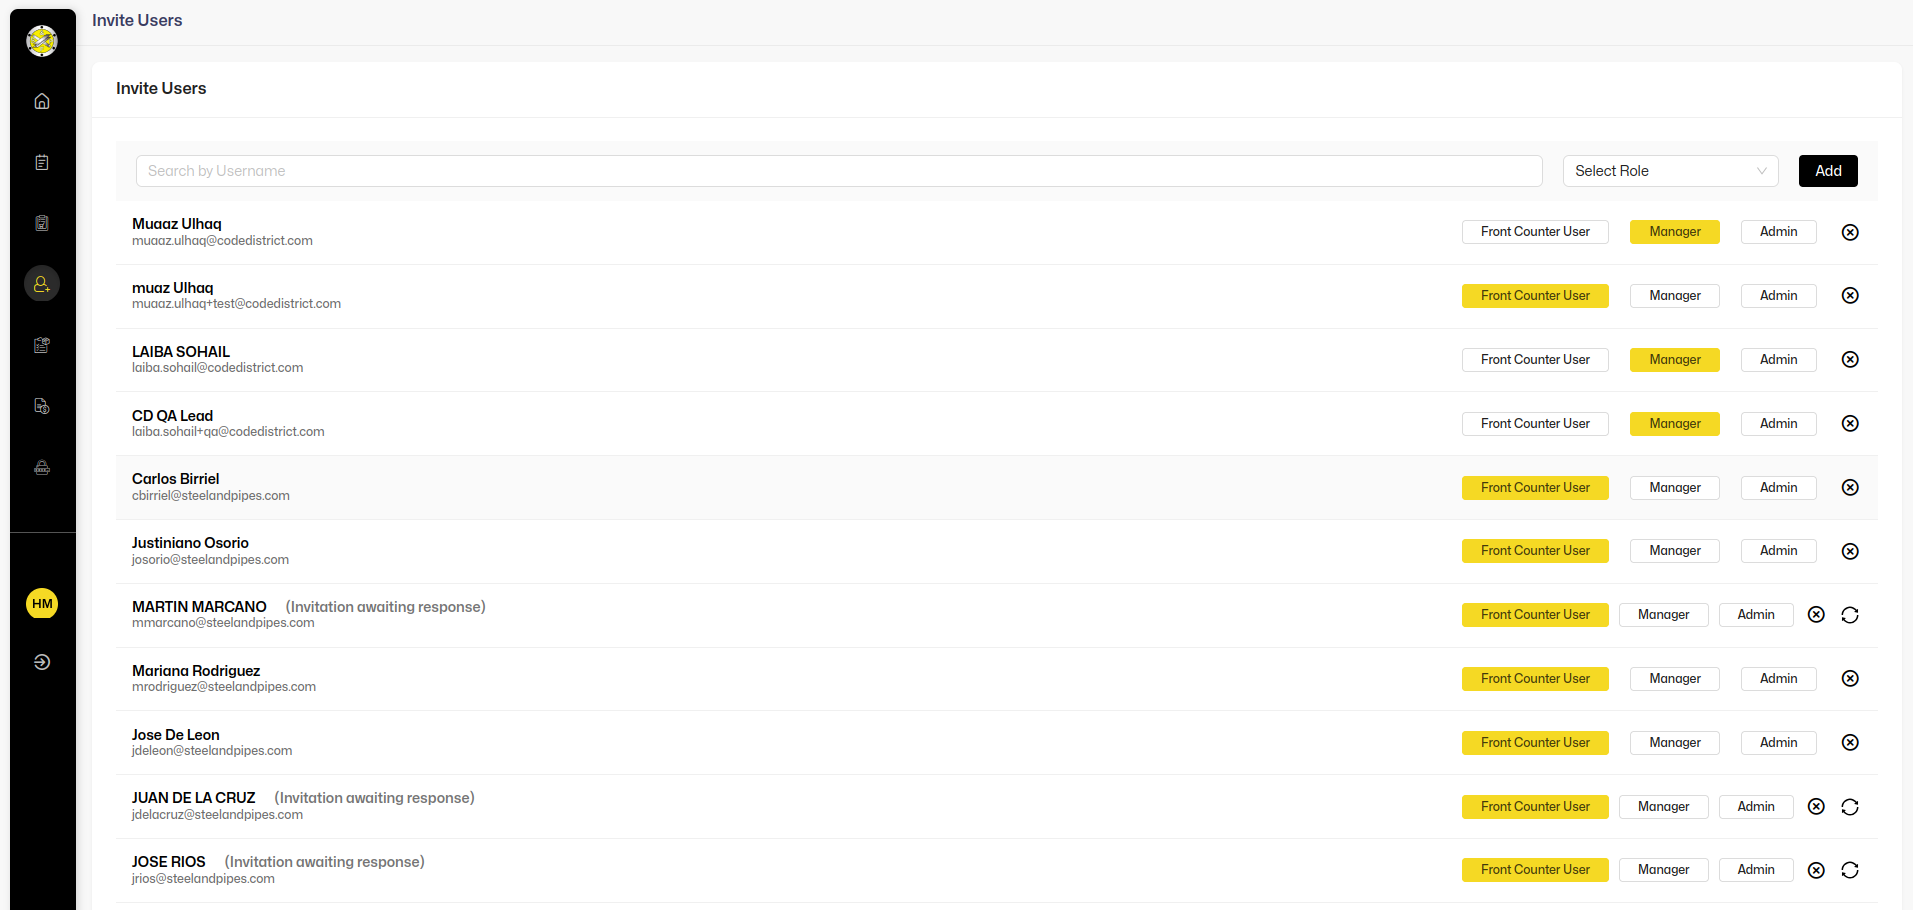 Invite Users
Invite Users
Search by Username
Select Role
Add
Muaaz Ulhaq
muaaz.ulhaq@codedistrict.com
Front Counter User Manager Admin
muaz Ulhaq
muaaz.ulhaq+test@codedistrict.com
Front Counter User Manager Admin
LAIBA SOHAIL
laiba.sohail@codedistrict.com
Front Counter User Manager Admin
CD QA Lead
laiba.sohail+qa@codedistrict.com
Front Counter User Manager Admin
Carlos Birriel
cbirriel@steelandpipes.com
Front Counter User Manager Admin
Justiniano Osorio
josorio@steelandpipes.com
Front Counter User Manager Admin
MARTIN MARCANO (Invitation awaiting response)
mmarcano@steelandpipes.com
Front Counter User Manager Admin
HM
Mariana Rodriguez
mrodriguez@steelandpipes.com
Front Counter User Manager Admin
Jose De Leon
jdeleon@steelandpipes.com
Front Counter User Manager Admin
JUAN DE LA CRUZ (Invitation awaiting response)
jdelacruz@steelandpipes.com
Front Counter User Manager Admin
JOSE RIOS (Invitation awaiting response)
jrios@steelandpipes.com
Front Counter User Manager Admin